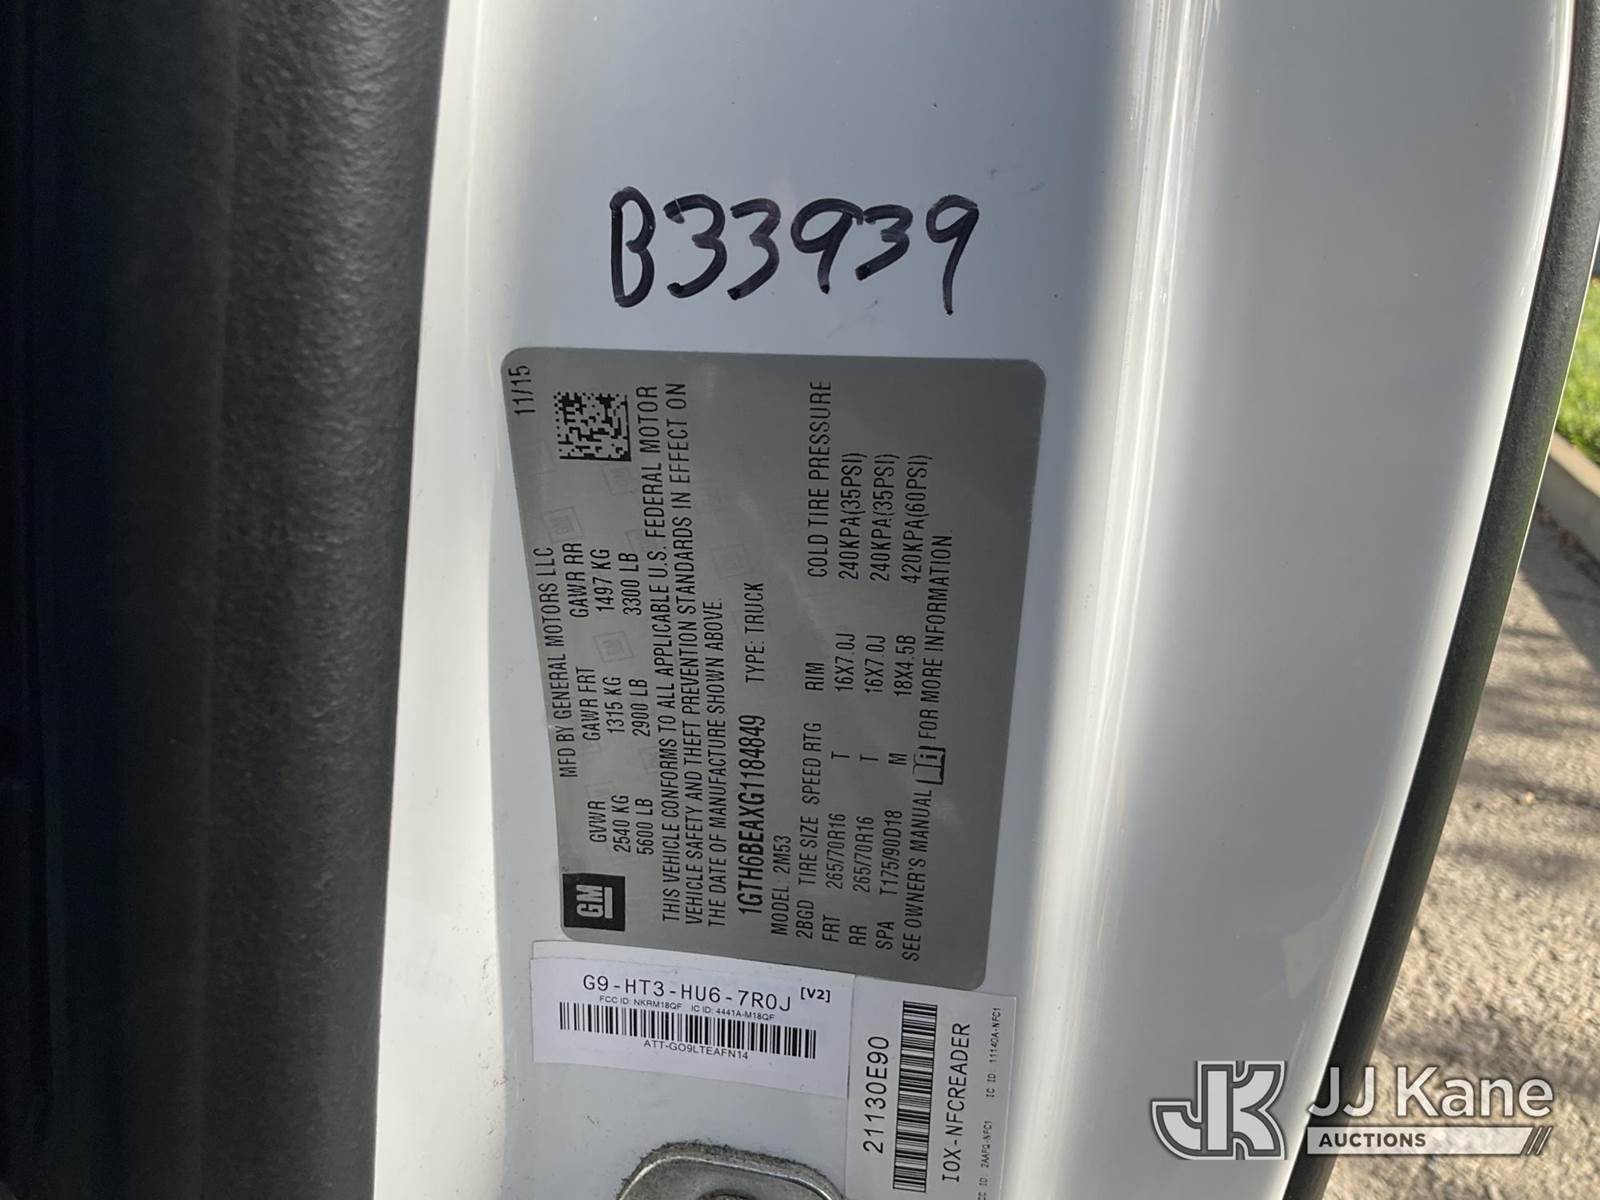 B33939
11/15
MFD BY GENERAL MOTORS LLC
GVWR GAWR FRT GAWR RR
2540 KG 1315 KG 1497 KG
5600 LB 2900 LB 3300 LB
GM
THIS VEHICLE CONFORMS TO ALL APPLICABLE U.S. FEDERAL MOTOR
VEHICLE SAFETY AND THEFT PREVENTION STANDARDS IN EFFECT ON
THE DATE OF MANUFACTURE SHOWN ABOVE.
1GTH6BEAXG1184849 TYPE: TRUCK
MODEL: 2M53
2BGD TIRE SIZE SPEED RTG RIM COLD TIRE PRESSURE
FRT 265/70R16 T 16X7.0J 240KPA(35PSI)
RR 265/70R16 T 16X7.0J 240KPA(35PSI)
SPA T175/90D18 M 18X4.5B 420KPA(60PSI)
SEE OWNER'S MANUAL FOR MORE INFORMATION.
G9-HT3-HU6-7R0J [V2]
FCC ID: NKRM18QF IC ID: 4441A-M18QF
ATT-GO9LTEAFN14
21130E90
IOX-NFCREADER
IC ID 11140A-NFC1
JJ Kane
AUCTIONS